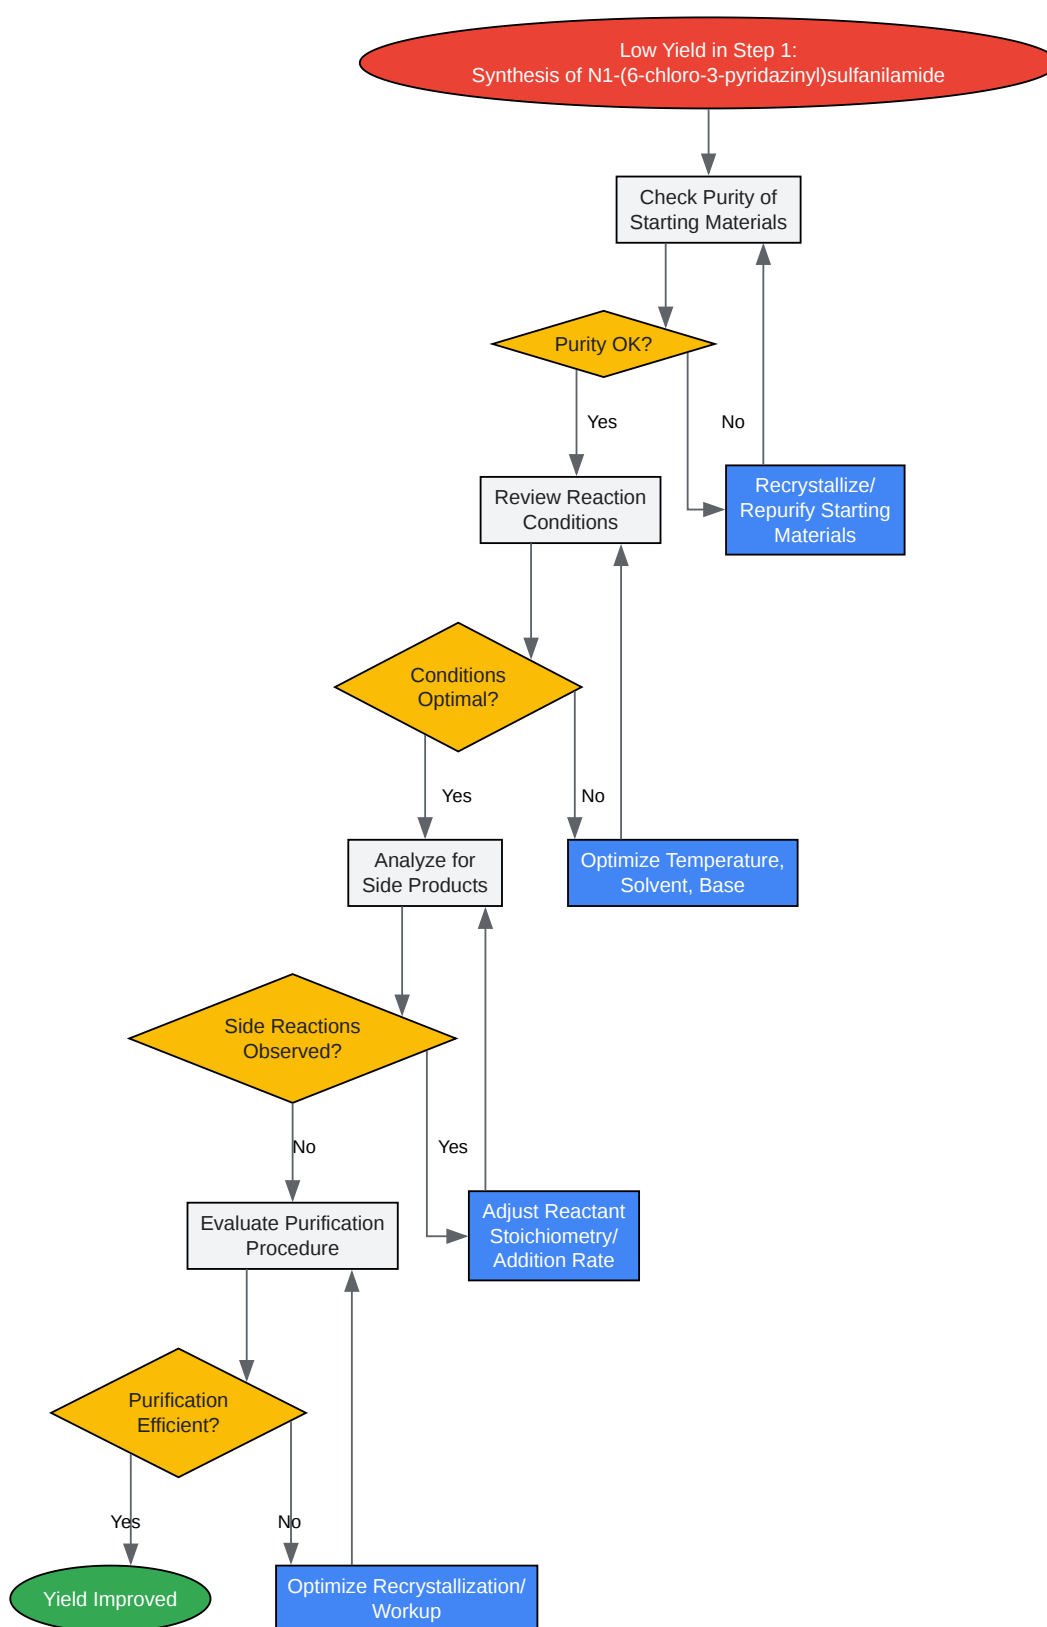 Low Yield in Step 1:
Synthesis of N1-(6-chloro-3-pyridazinyl)sulfanilamide
Check Purity of
Starting Materials
Purity OK?
Yes
No
Review Reaction
Conditions
Recrystallize/
Repurify Starting
Materials
Conditions
Optimal?
Yes
No
Analyze for
Side Products
Optimize Temperature,
Solvent, Base
Side Reactions
Observed?
No
Yes
Evaluate Purification
Procedure
Adjust Reactant
Stoichiometry/
Addition Rate
Purification
Efficient?
Yes
No
Yield Improved
Optimize Recrystallization/
Workup